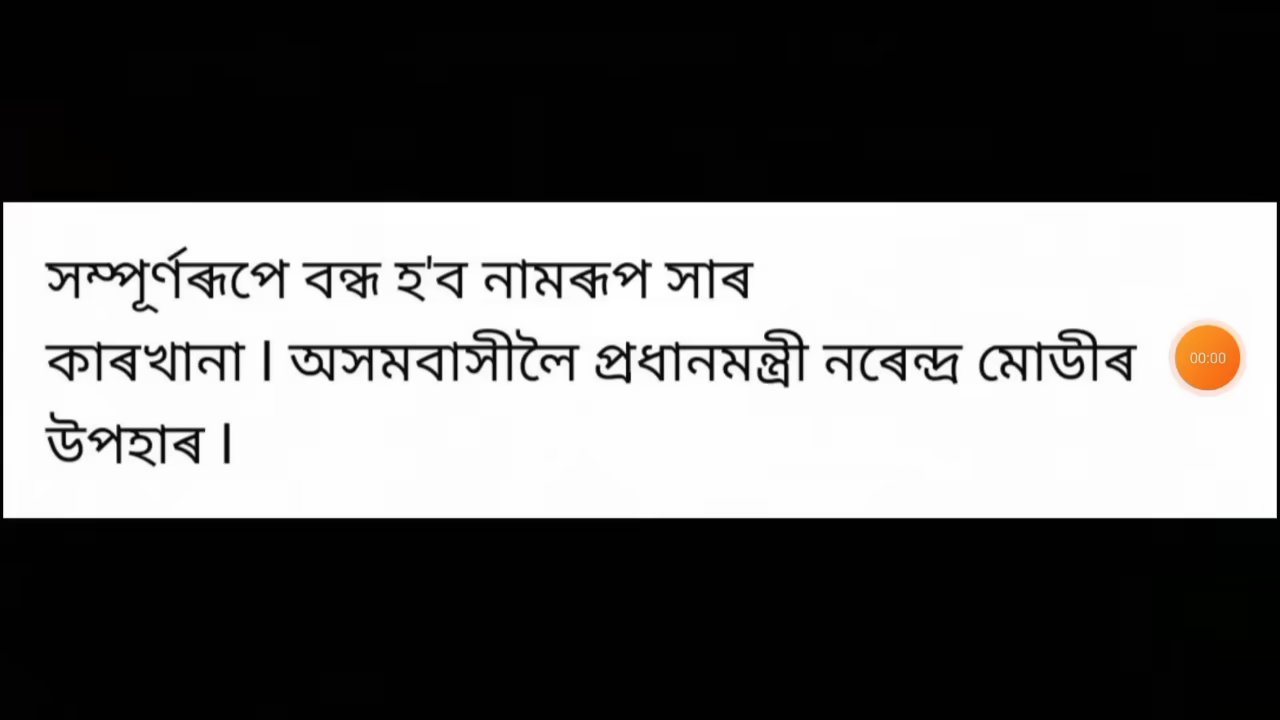 সম্পূৰ্ণৰূপে বন্ধ হ'ব নামৰূপ সাৰ
কাৰখানা । অসমবাসীলৈ প্ৰধানমন্ত্ৰী নৰেন্দ্ৰ মোডীৰ
উপহাৰ ।
00:00